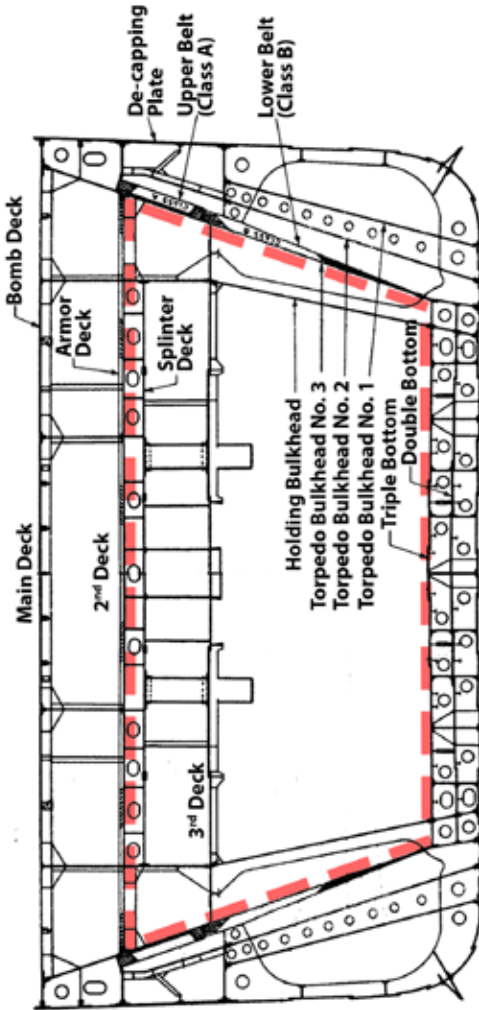 Bomb Deck
Main Deck
Armor
Deck
2nd Deck
Splinter
Deck
3rd Deck
De-capping
Plate
Upper Belt
(Class A)
Lower Belt
(Class B)
CLASS A
CLASS B
Holding Bulkhead
Torpedo Bulkhead No. 3
Torpedo Bulkhead No. 2
Torpedo Bulkhead No. 1
Triple Bottom
Double Bottom